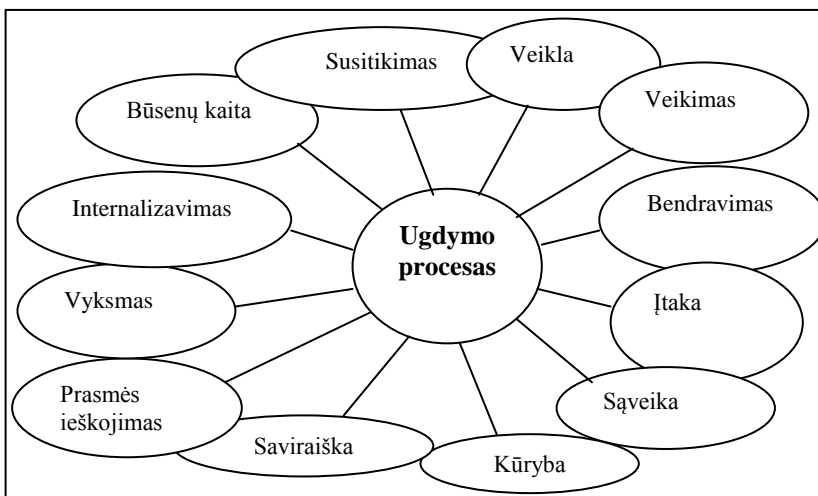 Susitikimas
Veikla
Būsenų kaita
Veikimas
Internalizavimas
Bendravimas
Ugdymo
procesas
Vyksmas
Įtaka
Prasmės
ieškojimas
Sąveika
Saviraiška
Kūryba